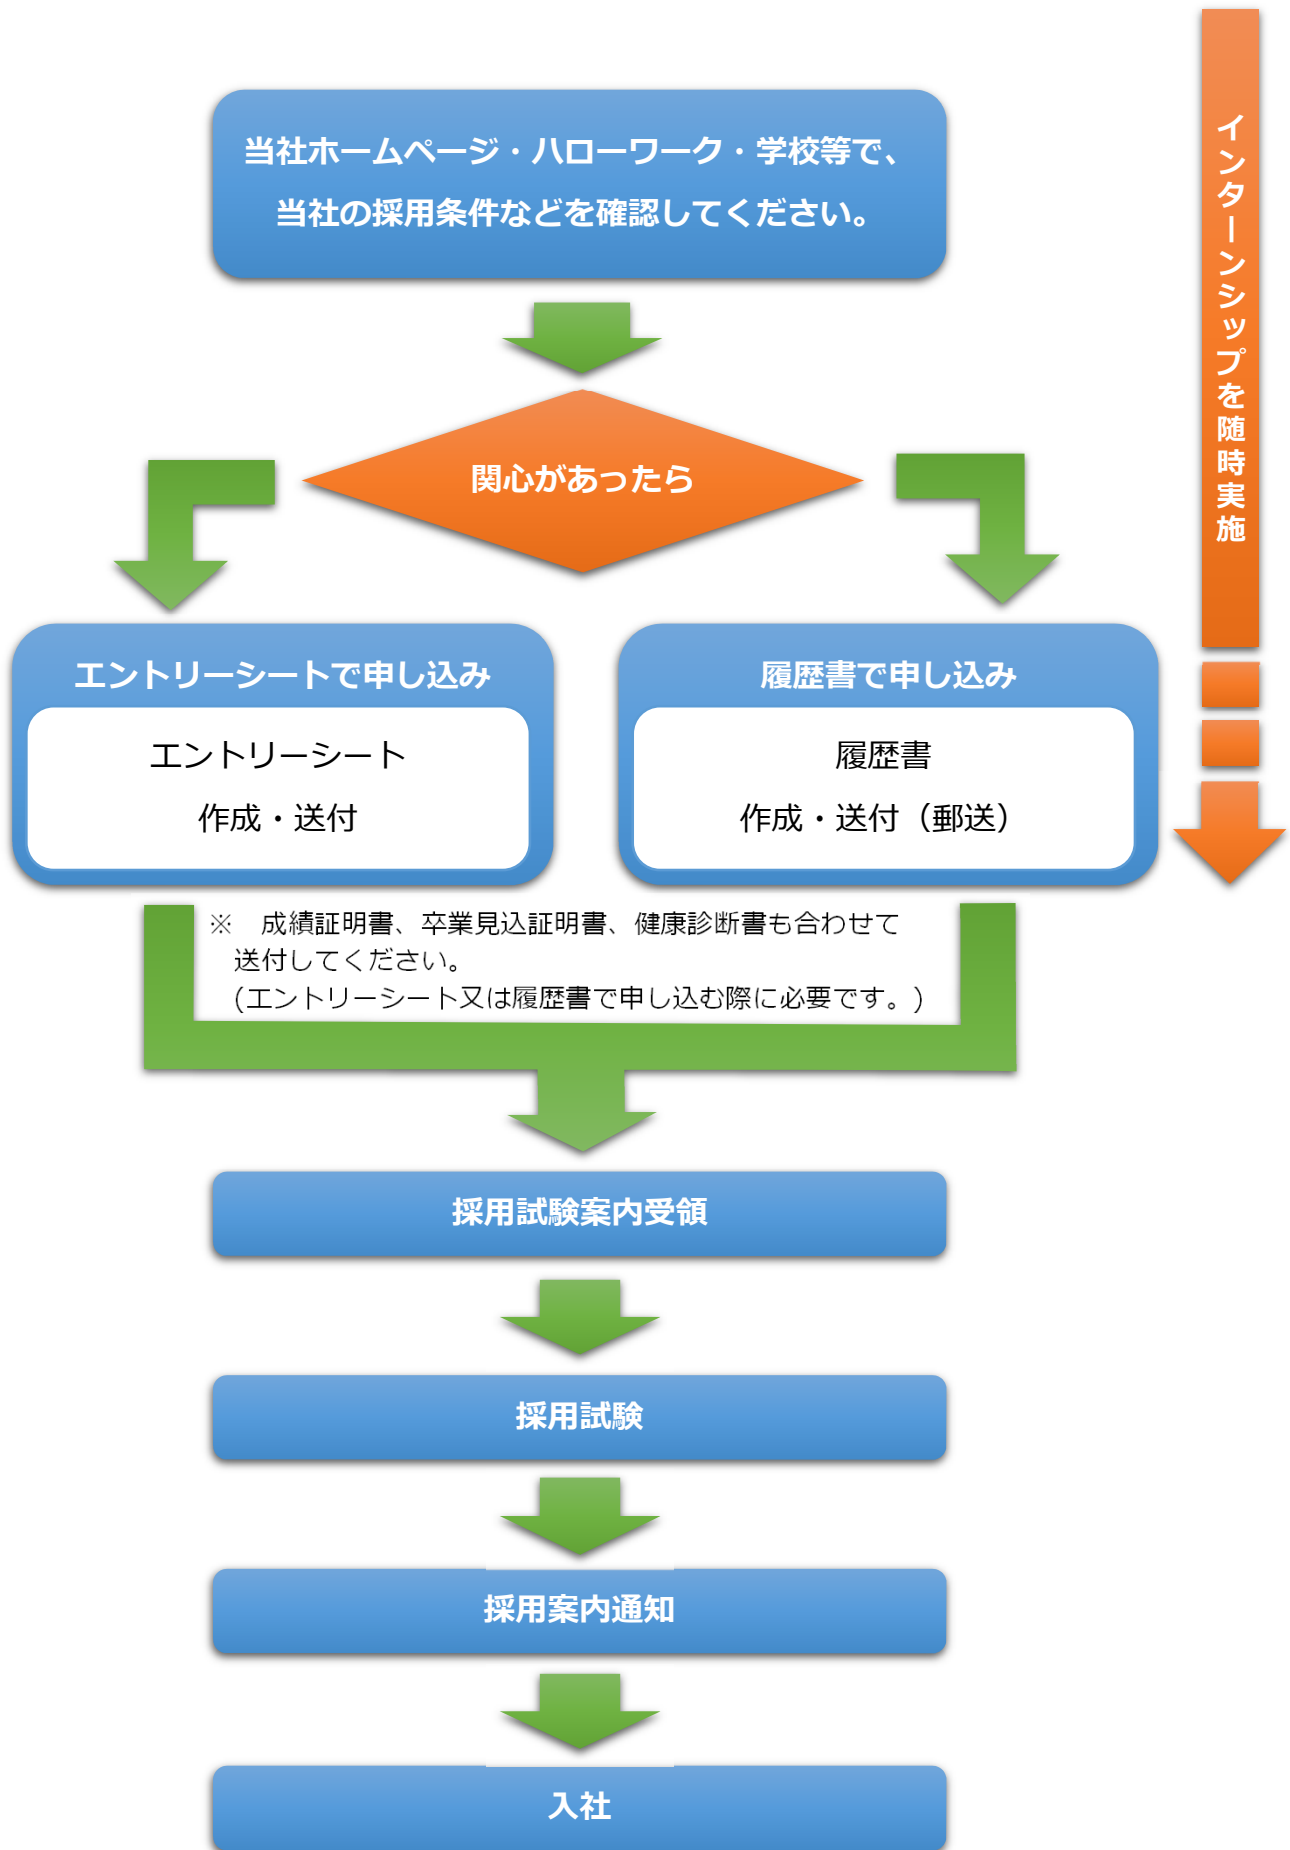 当社ホームページ・ハローワーク・学校等で、
当社の採用条件などを確認してください。
インターンシップを随時実施
関心があったら
エントリーシートで申し込み
エントリーシート
作成・送付
履歴書で申し込み
履歴書
作成・送付（郵送）
※　成績証明書、卒業見込証明書、健康診断書も合わせて
送付してください。
(エントリーシート又は履歴書で申し込む際に必要です。)
採用試験案内受領
採用試験
採用案内通知
入社